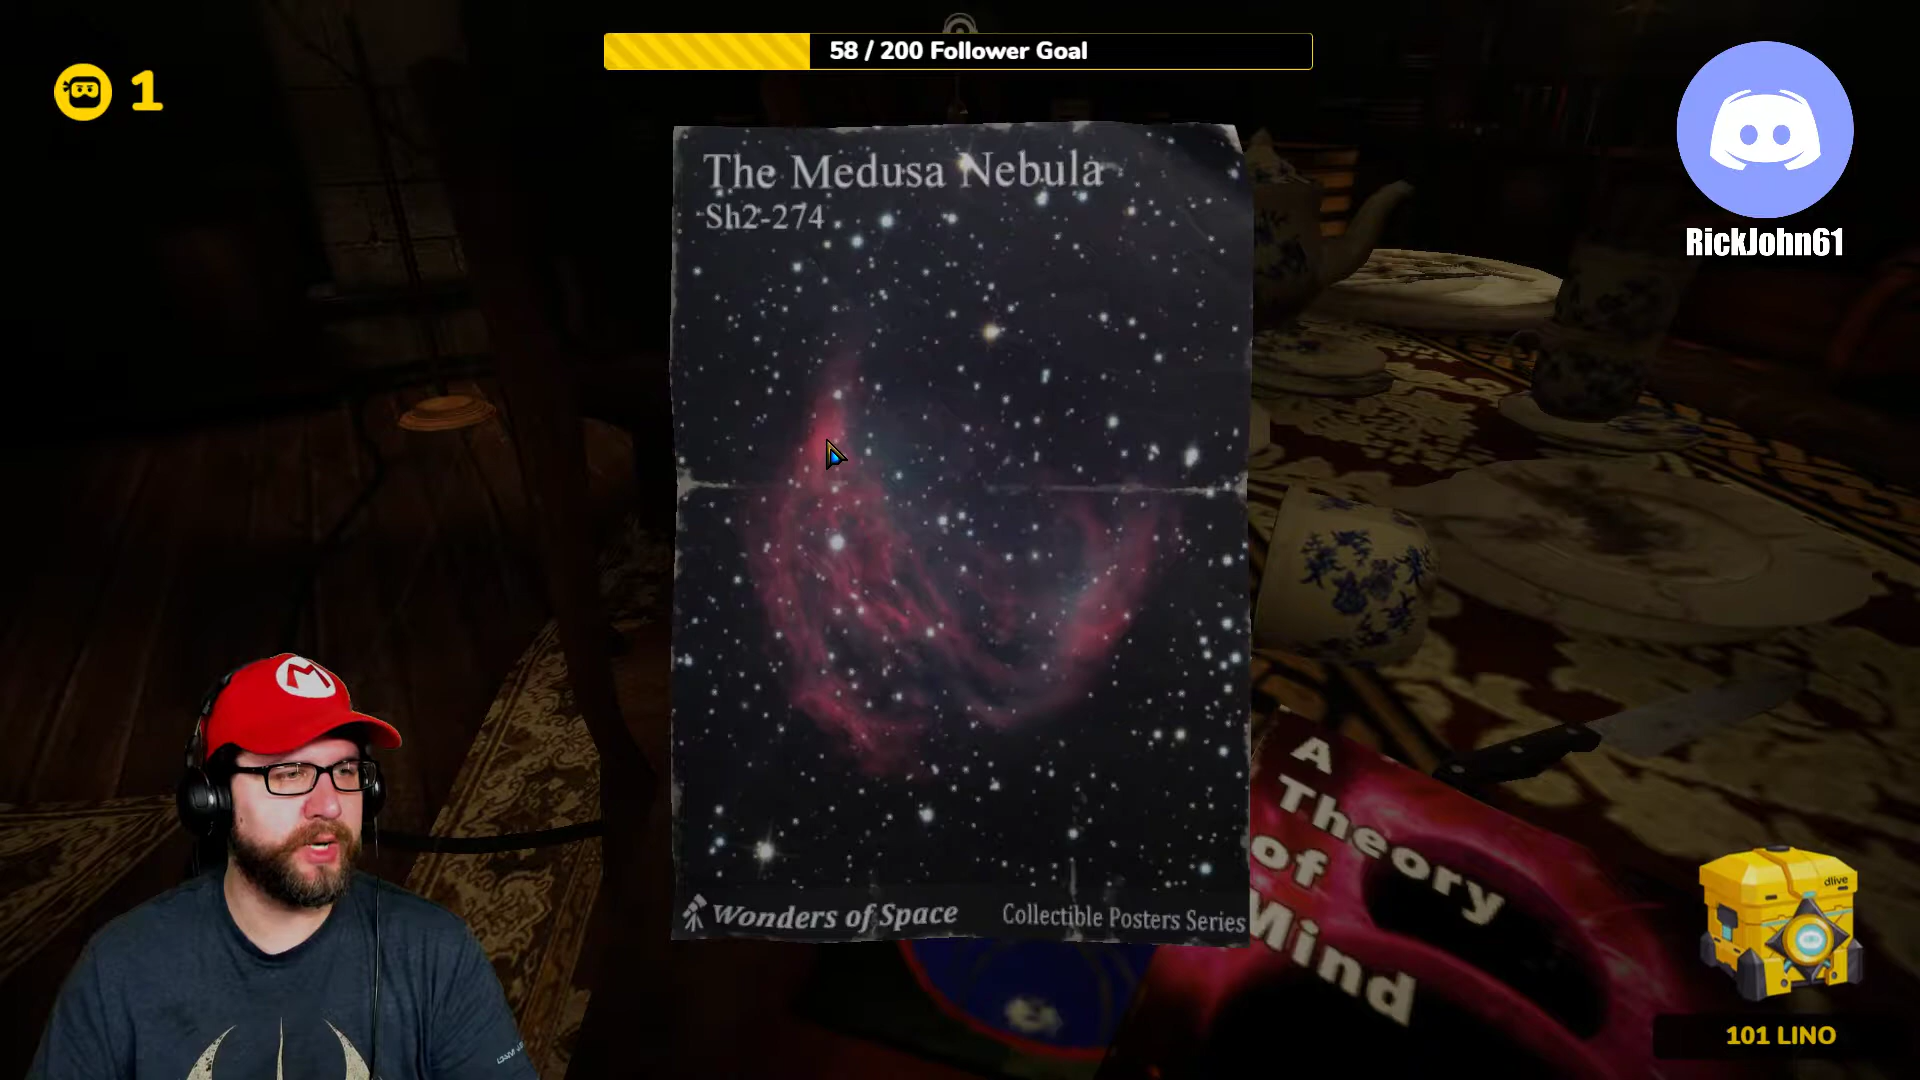 58 / 200 Follower Goal
1
RickJohn61
The Medusa Nebula
Sh2-274
M
A
Theory
of
Mind
dlive
Wonders of Space
Collectible Posters Series
101 LINO